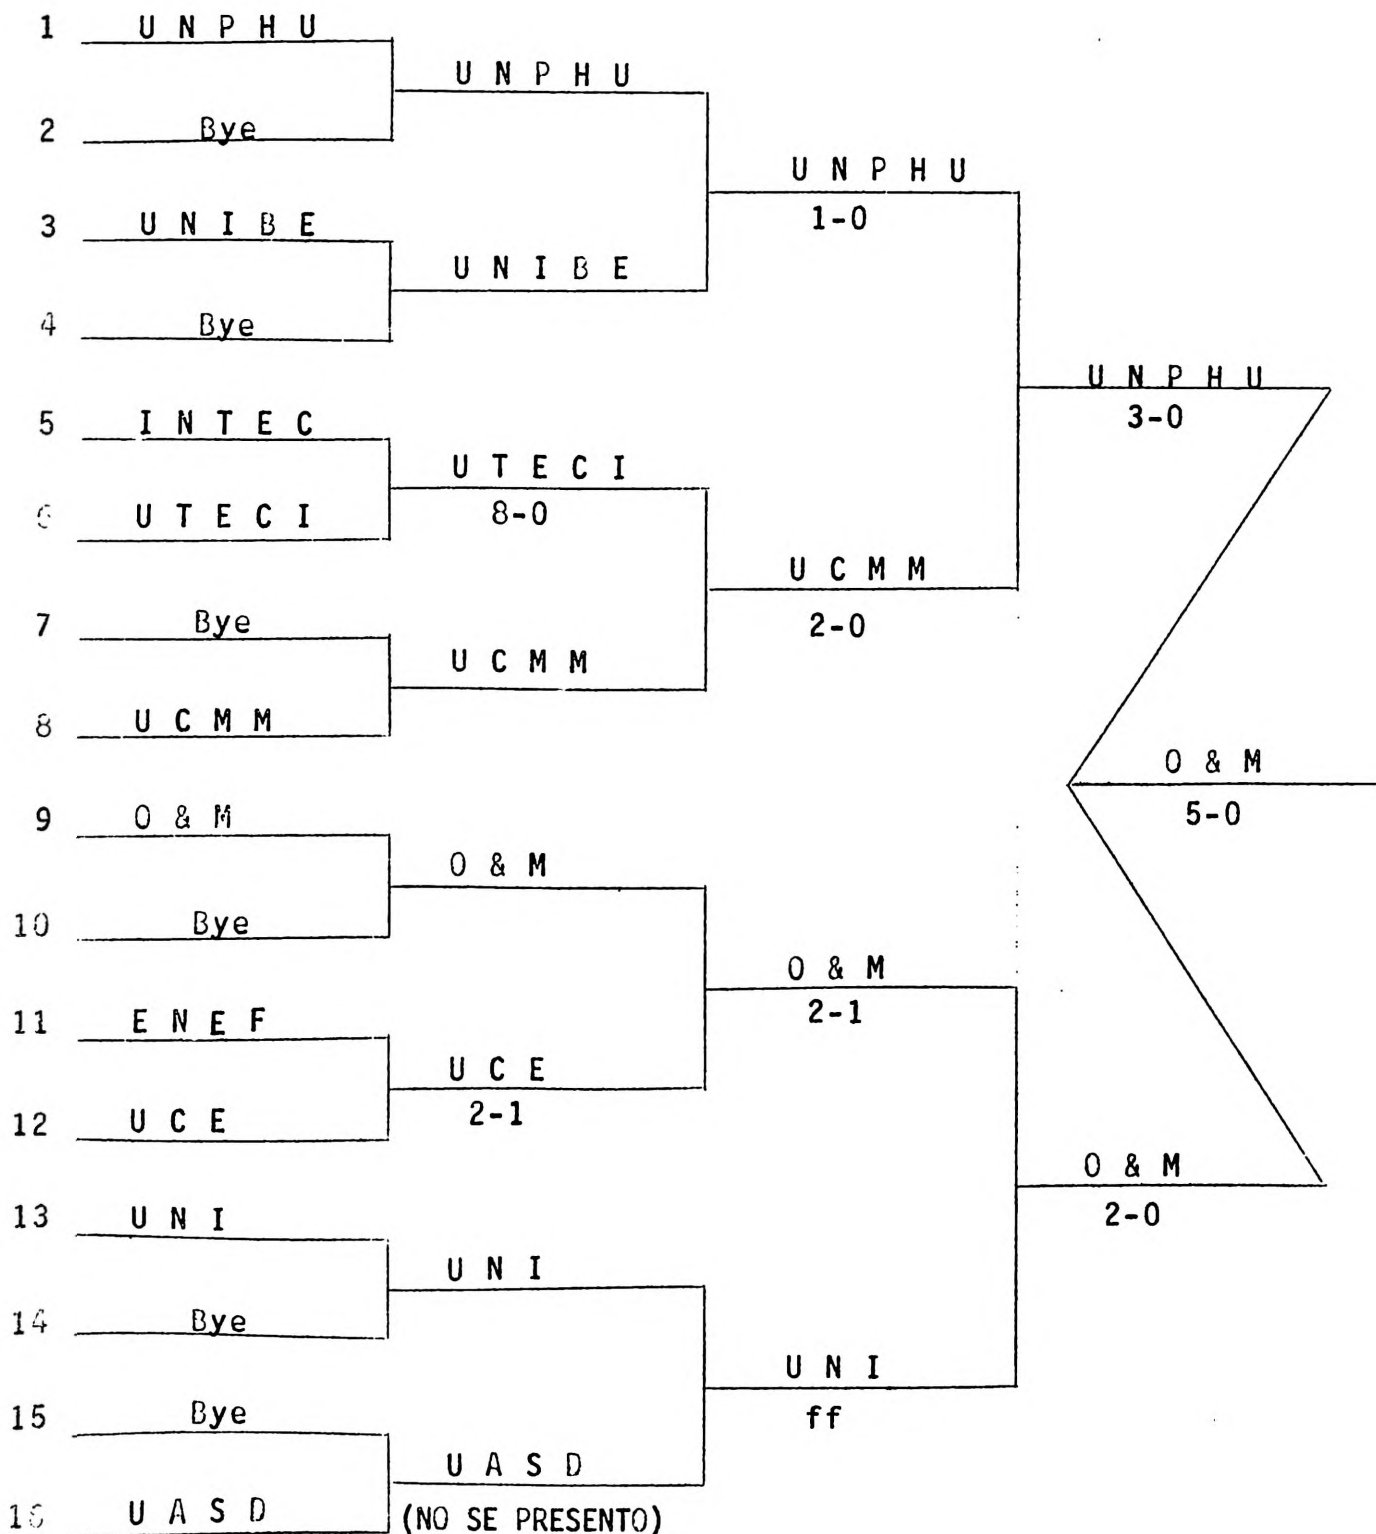 1 UNPHU
UNPHU
2 Bye
UNPHU
1-0
3 UNIBE
UNIBE
4 Bye
UNPHU
3-0
5 INTEC
UTECI
8-0
6 UTECI
UCMM
2-0
7 Bye
UCMM
8 UCMM
O & M
5-0
9 O & M
O & M
10 Bye
O & M
2-1
11 ENEF
UCE
2-1
12 UCE
O & M
2-0
13 UNI
UNI
14 Bye
UNI
ff
15 Bye
UASD
(NO SE PRESENTO)
16 UASD